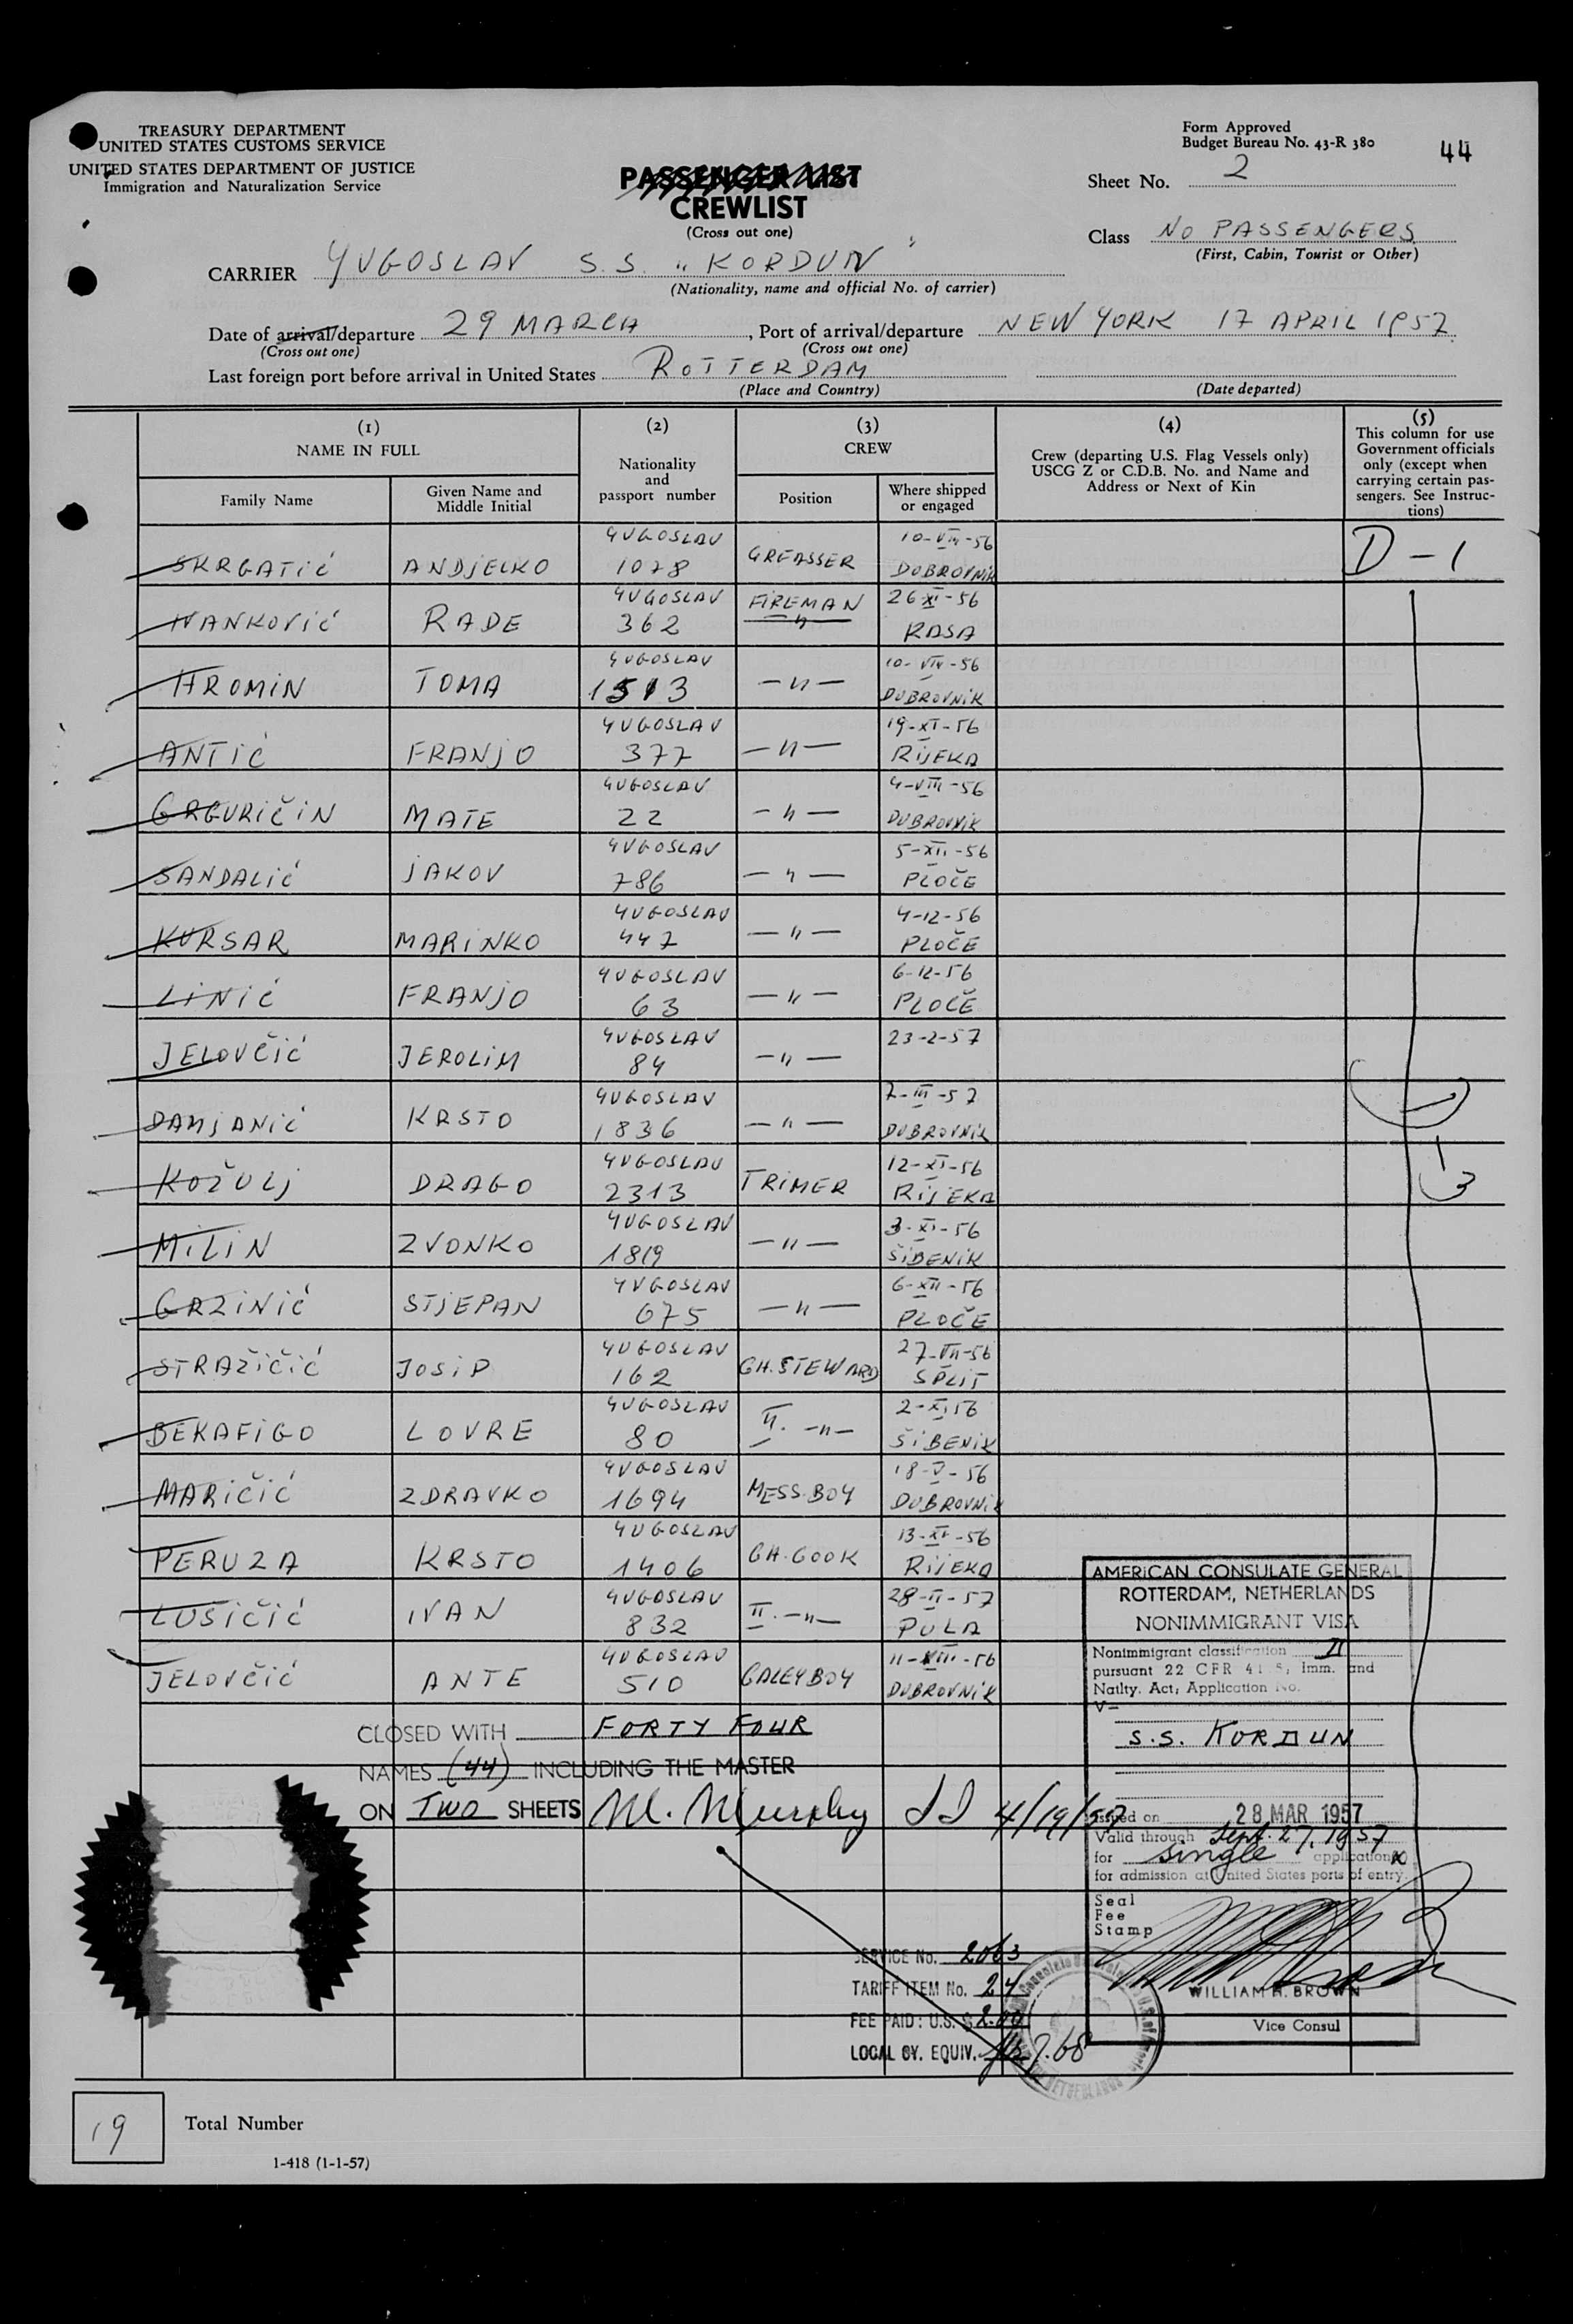 TREASURY DEPARTMENT
UNITED STATES CUSTOMS SERVICE
UNITED STATES DEPARTMENT OF JUSTICE
Immigration and Naturalization Service
PASSENGER LIST
CREWLIST
(Cross out one)
Form Approved
Budget Bureau No. 43-R 380
44
Sheet No. 2
Class NO PASSENGERS
(First, Cabin, Tourist or Other)
CARRIER YUGOSLAV S.S. "KORDUN"
(Nationality, name and official No. of carrier)
Date of arrival/departure 29 MARCH, Port of arrival/departure NEW YORK 17 APRIL 1957
(Cross out one) (Cross out one)
Last foreign port before arrival in United States ROTTERDAM
(Place and Country) (Date departed)
(1) NAME IN FULL
Family Name
Given Name and Middle Initial
(2)
Nationality and passport number
(3) CREW
Position
Where shipped or engaged
(4)
Crew (departing U.S. Flag Vessels only) USCG Z or C.D.B. No. and Name and Address or Next of Kin
(5)
This column for use Government officials only (except when carrying certain passengers. See Instructions)
SKRGATIĆ ANDJELKO YUGOSLAV 1078 GREASSER 10-VIII-56 DUBROVNIK D-1
IVANKOVIĆ RADE YUGOSLAV 362 FIREMAN 26-XI-56 RASA
HROMIN TOMA YUGOSLAV 1513 -"- 10-VIII-56 DUBROVNIK
ANTIĆ FRANJO YUGOSLAV 377 -"- 19-XI-56 RIJEKA
GRGURIČIN MATE YUGOSLAV 22 -"- 4-VIII-56 DUBROVNIK
SANDALIĆ JAKOV YUGOSLAV 786 -"- 5-XII-56 PLOČE
KURSAR MARINKO YUGOSLAV 447 -"- 4-12-56 PLOČE
LINIĆ FRANJO YUGOSLAV 63 -"- 6-12-56 PLOČE
JELOVČIĆ JEROLIM YUGOSLAV 84 -"- 23-2-57
DAMJANIĆ KRSTO YUGOSLAV 1836 -"- 7-III-57 DUBROVNIK
KOŽULJ DRAGO YUGOSLAV 2313 TRIMER 12-XI-56 RIJEKA
MILIN ZVONKO YUGOSLAV 1819 -"- 3-XI-56 ŠIBENIK
GRZINIĆ STJEPAN YUGOSLAV 675 -"- 6-XII-56 PLOČE
STRAŽIČIĆ JOSIP YUGOSLAV 162 CH. STEWARD 27-VII-56 SPLIT
BEKAFIGO LOVRE YUGOSLAV 80 II. -"- 2-XI-56 ŠIBENIK
MARIČIĆ ZDRAVKO YUGOSLAV 1694 MESS-BOY 18-V-56 DUBROVNIK
PERUZA KRSTO YUGOSLAV 1406 CH. COOK 13-XI-56 RIJEKA
LUSIČIĆ IVAN YUGOSLAV 832 II. -"- 28-II-57 PULA
JELOVČIĆ ANTE YUGOSLAV 510 GALEYBOY 11-VIII-56 DUBROVNIK
CLOSED WITH FORTY FOUR
NAMES (44) INCLUDING THE MASTER
ON TWO SHEETS M. Murphy 4/19/57
AMERICAN CONSULATE GENERAL
ROTTERDAM, NETHERLANDS
NONIMMIGRANT VISA
Nonimmigrant classification D
pursuant 22 CFR 41.5; Imm. and
Natlty. Act; Application No.
V-
S.S. KORDUN
Issued on 28 MAR 1957
Valid through Sept. 27, 1957
for single application
for admission at United States ports of entry.
Seal
Fee
Stamp
WILLIAM H. BROWN
Vice Consul
SERVICE No. 2063
TARIFF ITEM No. 24
FEE PAID: U.S. $ 2.00
LOCAL CY. EQUIV. 7.68
19 Total Number
I-418 (1-1-57)